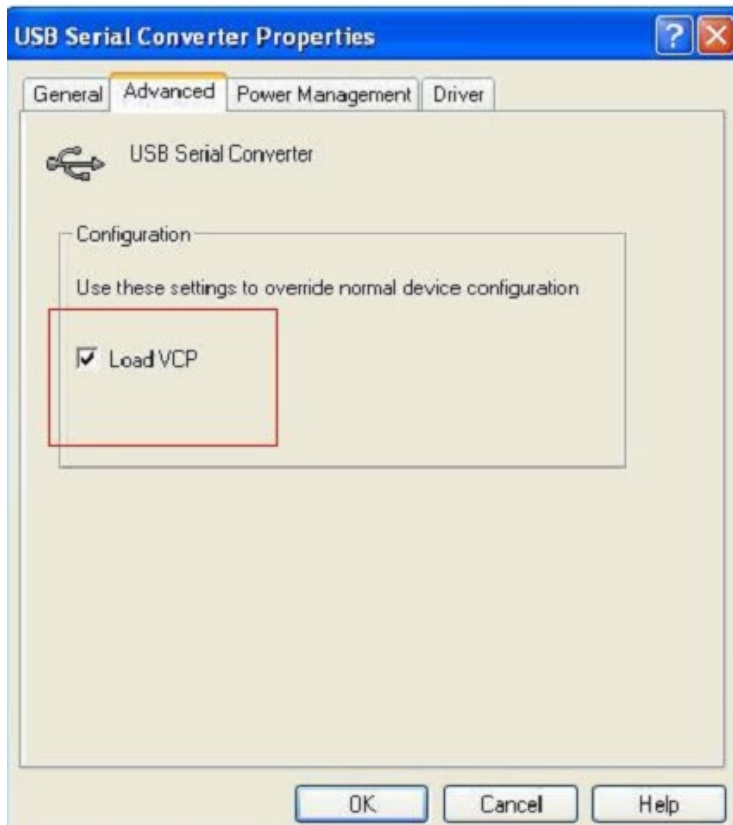 USB Serial Converter Properties
General Advanced Power Management Driver
USB Serial Converter
Configuration
Use these settings to override normal device configuration
Load VCP
OK Cancel Help